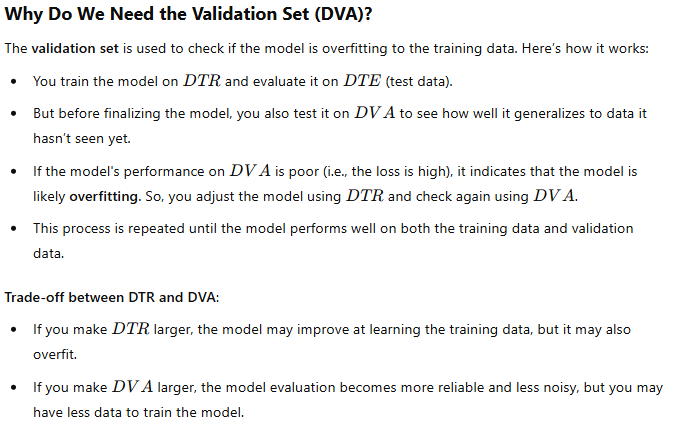 Why Do We Need the Validation Set (DVA)?
The validation set is used to check if the model is overfitting to the training data. Here's how it works:
• You train the model on DTR and evaluate it on DTE (test data).
• But before finalizing the model, you also test it on DVA to see how well it generalizes to data it
hasn't seen yet.
• If the model's performance on DVA is poor (i.e., the loss is high), it indicates that the model is
likely overfitting. So, you adjust the model using DTR and check again using DVA.
• This process is repeated until the model performs well on both the training data and validation
data.
Trade-off between DTR and DVA:
• If you make DTR larger, the model may improve at learning the training data, but it may also
overfit.
• If you make DVA larger, the model evaluation becomes more reliable and less noisy, but you may
have less data to train the model.